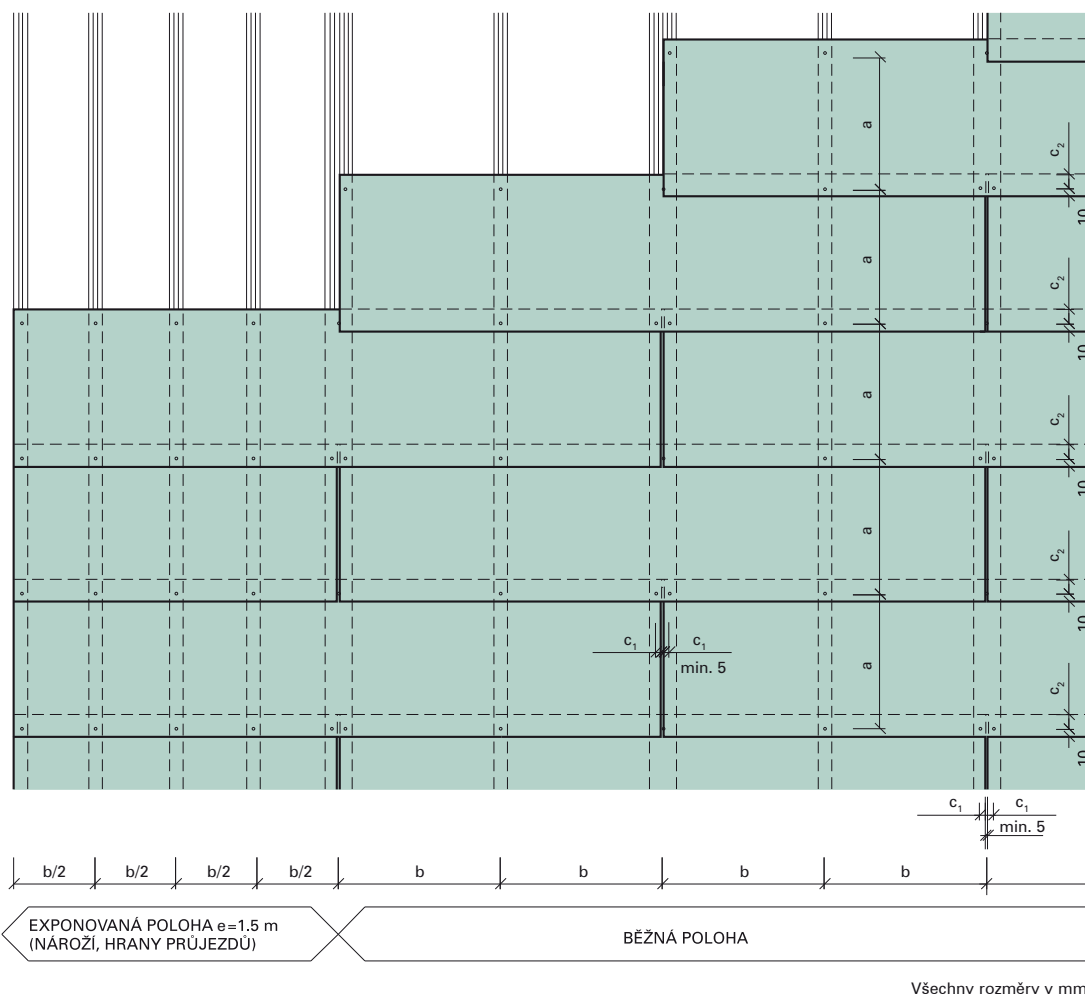 a
c₂
10
a
c₂
10
a
c₂
10
a
c₂
10
c₁
c₁
min. 5
a
c₂
10
c₁
c₁
min. 5
b/2
b/2
b/2
b/2
b
b
b
b
EXPONOVANÁ POLOHA e=1.5 m
(NÁROŽÍ, HRANY PRŮJEZDŮ)
BĚŽNÁ POLOHA
Všechny rozměry v mm